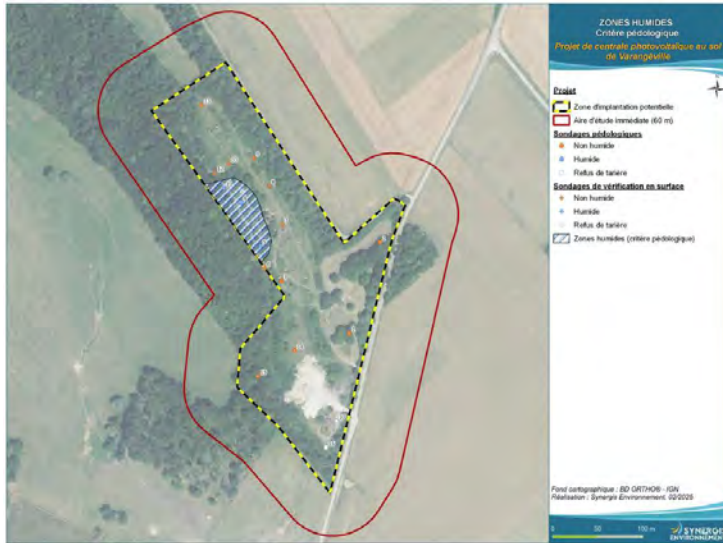 ZONES HUMIDES
Critère pédologique
Projet de centrale photovoltaïque au sol
de Varangéville
Projet
Zone d'implantation potentielle
Aire d'étude immédiate (60 m)
Sondages pédologiques
Non humide
Humide
Refus de tarière
Sondages de vérification en surface
Non humide
Humide
Refus de tarière
Zones humides (critère pédologique)
Fond cartographique : BD ORTHO® - IGN
Réalisation : Synergis Environnement, 02/2025
0 50 100 m
SYNERGIS
ENVIRONNEMENT